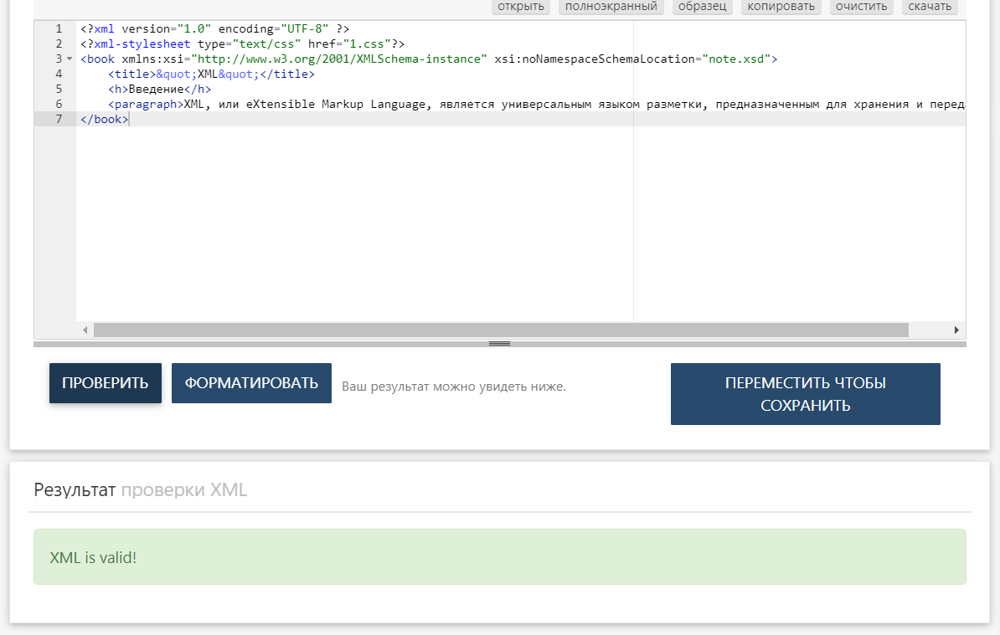 открыть полноэкранный образец копировать очистить скачать
1 <?xml version="1.0" encoding="UTF-8" ?>
2 <?xml-stylesheet type="text/css" href="1.css"?>
3 <book xmlns:xsi="http://www.w3.org/2001/XMLSchema-instance" xsi:noNamespaceSchemaLocation="note.xsd">
4 <title>&quot;XML&quot;</title>
5 <h>Введение</h>
6 <paragraph>XML, или eXtensible Markup Language, является универсальным языком разметки, предназначенным для хранения и перед
7 </book>
ПРОВЕРИТЬ ФОРМАТИРОВАТЬ Ваш результат можно увидеть ниже. ПЕРЕМЕСТИТЬ ЧТОБЫ
СОХРАНИТЬ
Результат проверки XML
XML is valid!